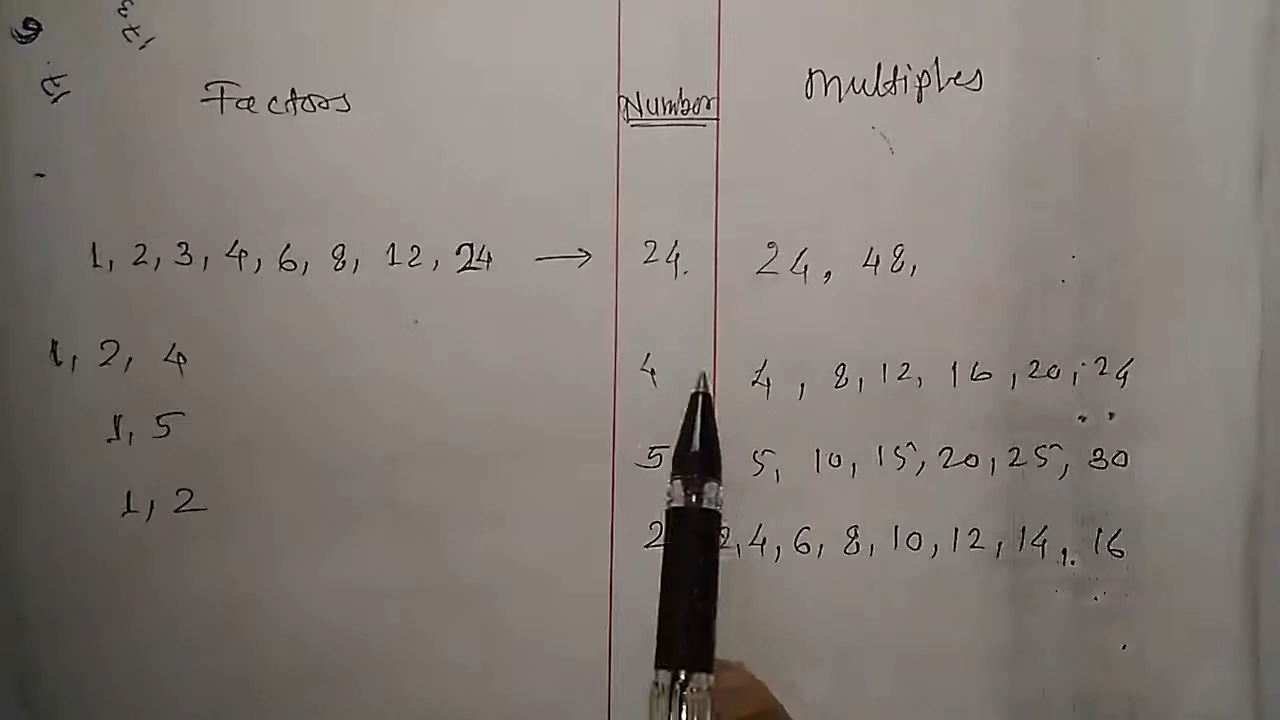 Factors Number Multiples
1, 2, 3, 4, 6, 8, 12, 24 → 24. 24, 48,
1, 2, 4 4 4, 8, 12, 16, 20, 24
1, 5 5 5, 10, 15, 20, 25, 30
1, 2 2 2, 4, 6, 8, 10, 12, 14, 16